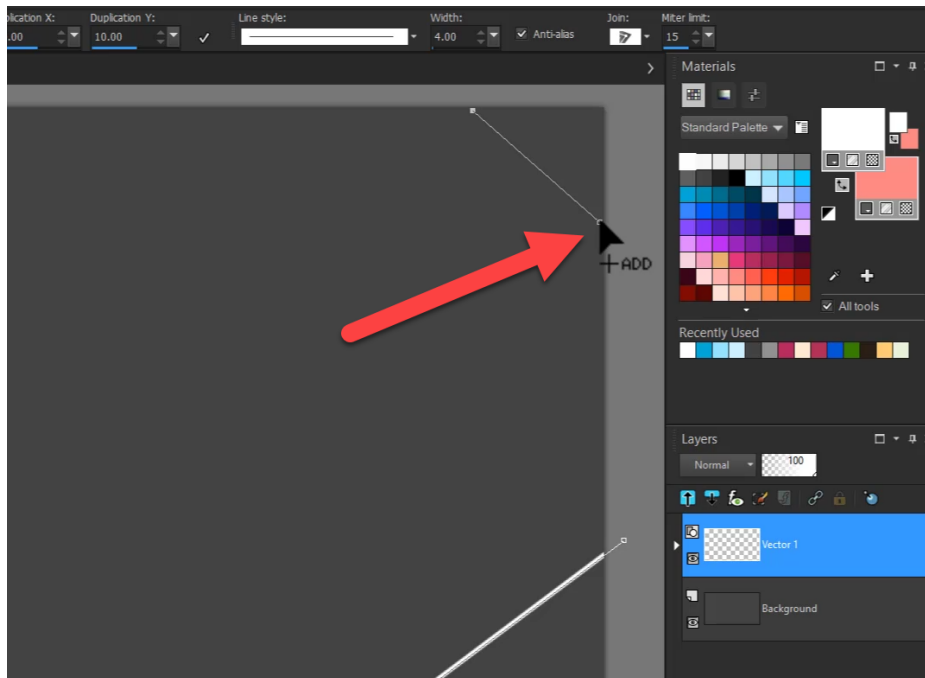 plication X: Duplication Y: Line style: Width: Join: Miter limit:
.00 10.00 4.00 Anti-alias 15
Materials
Standard Palette
ADD
All tools
Recently Used
Layers
Normal 100
Vector 1
Background